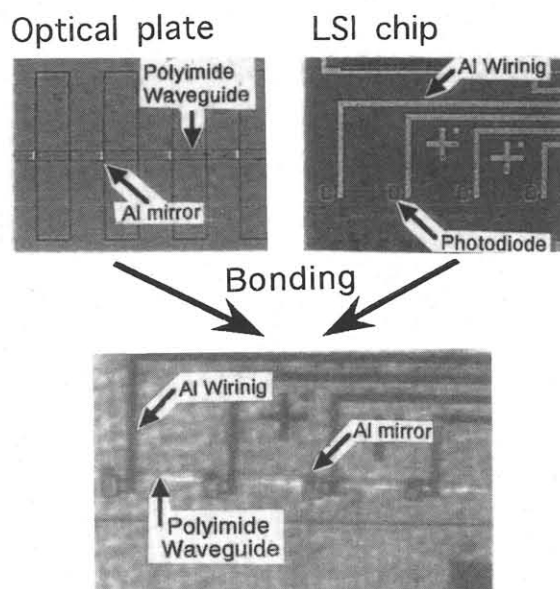 Optical plate
LSI chip
Polyimide
Waveguide
Al mirror
Al Wirinig
Photodiode
Bonding
Al Wirinig
Al mirror
Polyimide
Waveguide